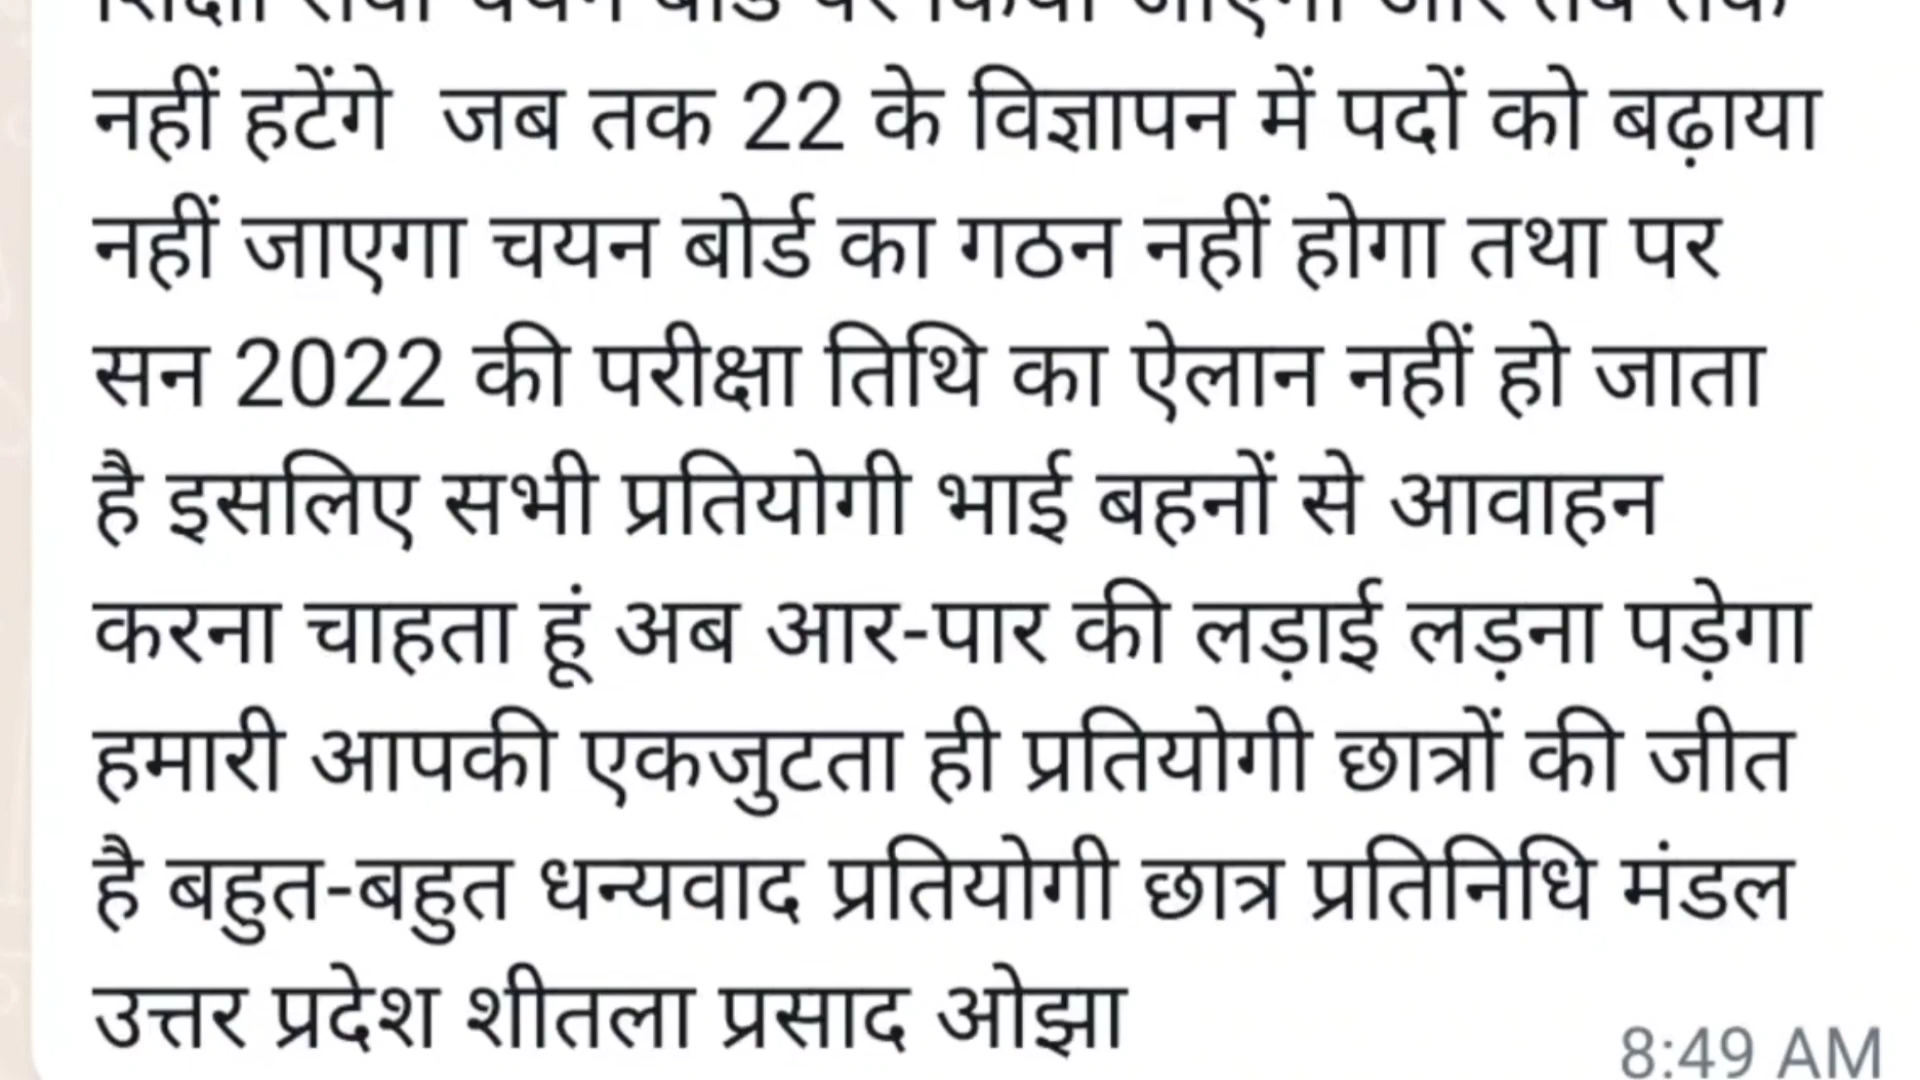 नहीं हटेंगे जब तक 22 के विज्ञापन में पदों को बढ़ाया
नहीं जाएगा चयन बोर्ड का गठन नहीं होगा तथा पर
सन 2022 की परीक्षा तिथि का ऐलान नहीं हो जाता
है इसलिए सभी प्रतियोगी भाई बहनों से आवाहन
करना चाहता हूं अब आर-पार की लड़ाई लड़ना पड़ेगा
हमारी आपकी एकजुटता ही प्रतियोगी छात्रों की जीत
है बहुत-बहुत धन्यवाद प्रतियोगी छात्र प्रतिनिधि मंडल
उत्तर प्रदेश शीतला प्रसाद ओझा
8:49 AM